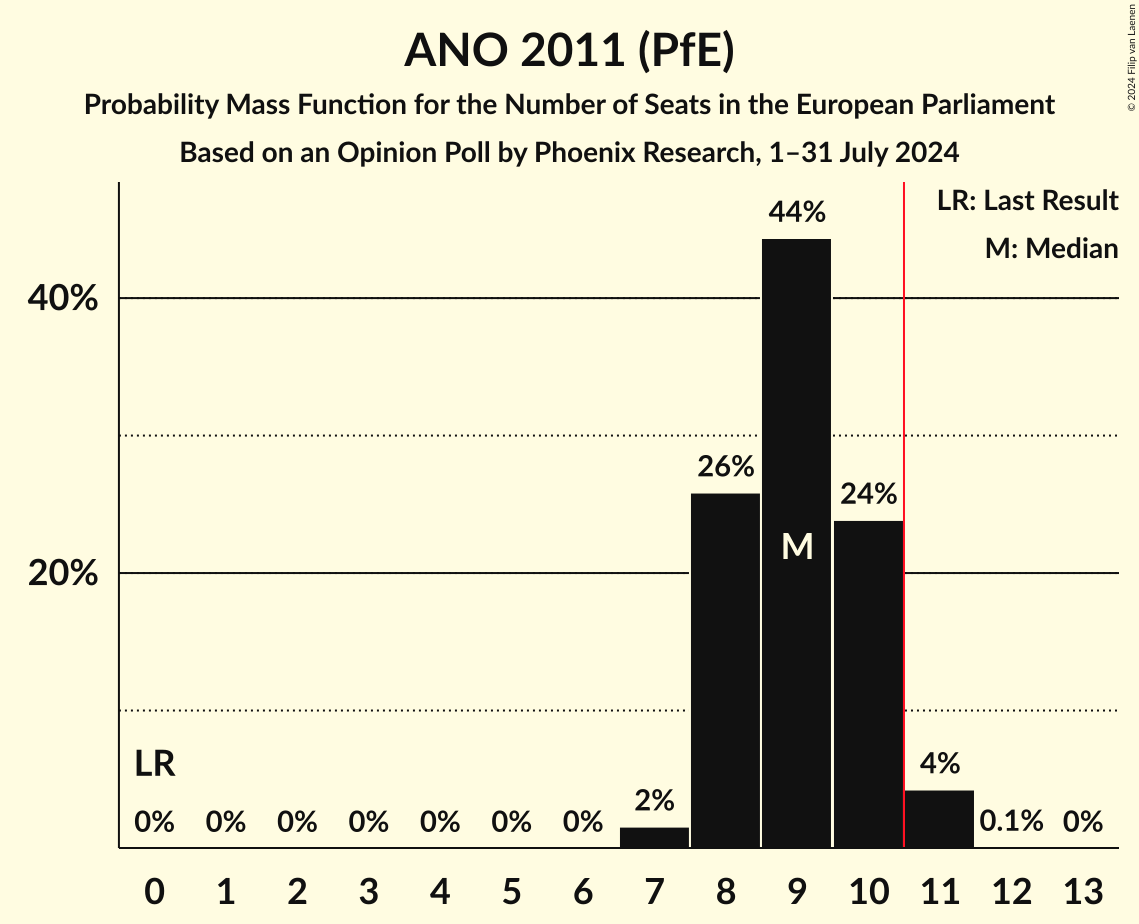 ANO 2011 (PfE)
Probability Mass Function for the Number of Seats in the European Parliament
Based on an Opinion Poll by Phoenix Research, 1–31 July 2024
© 2024 Filip van Laenen
LR: Last Result
M: Median
44%
40%
26%
24%
M
20%
LR
4%
2%
0% 0% 0% 0% 0% 0% 0% 0.1% 0%
0 1 2 3 4 5 6 7 8 9 10 11 12 13